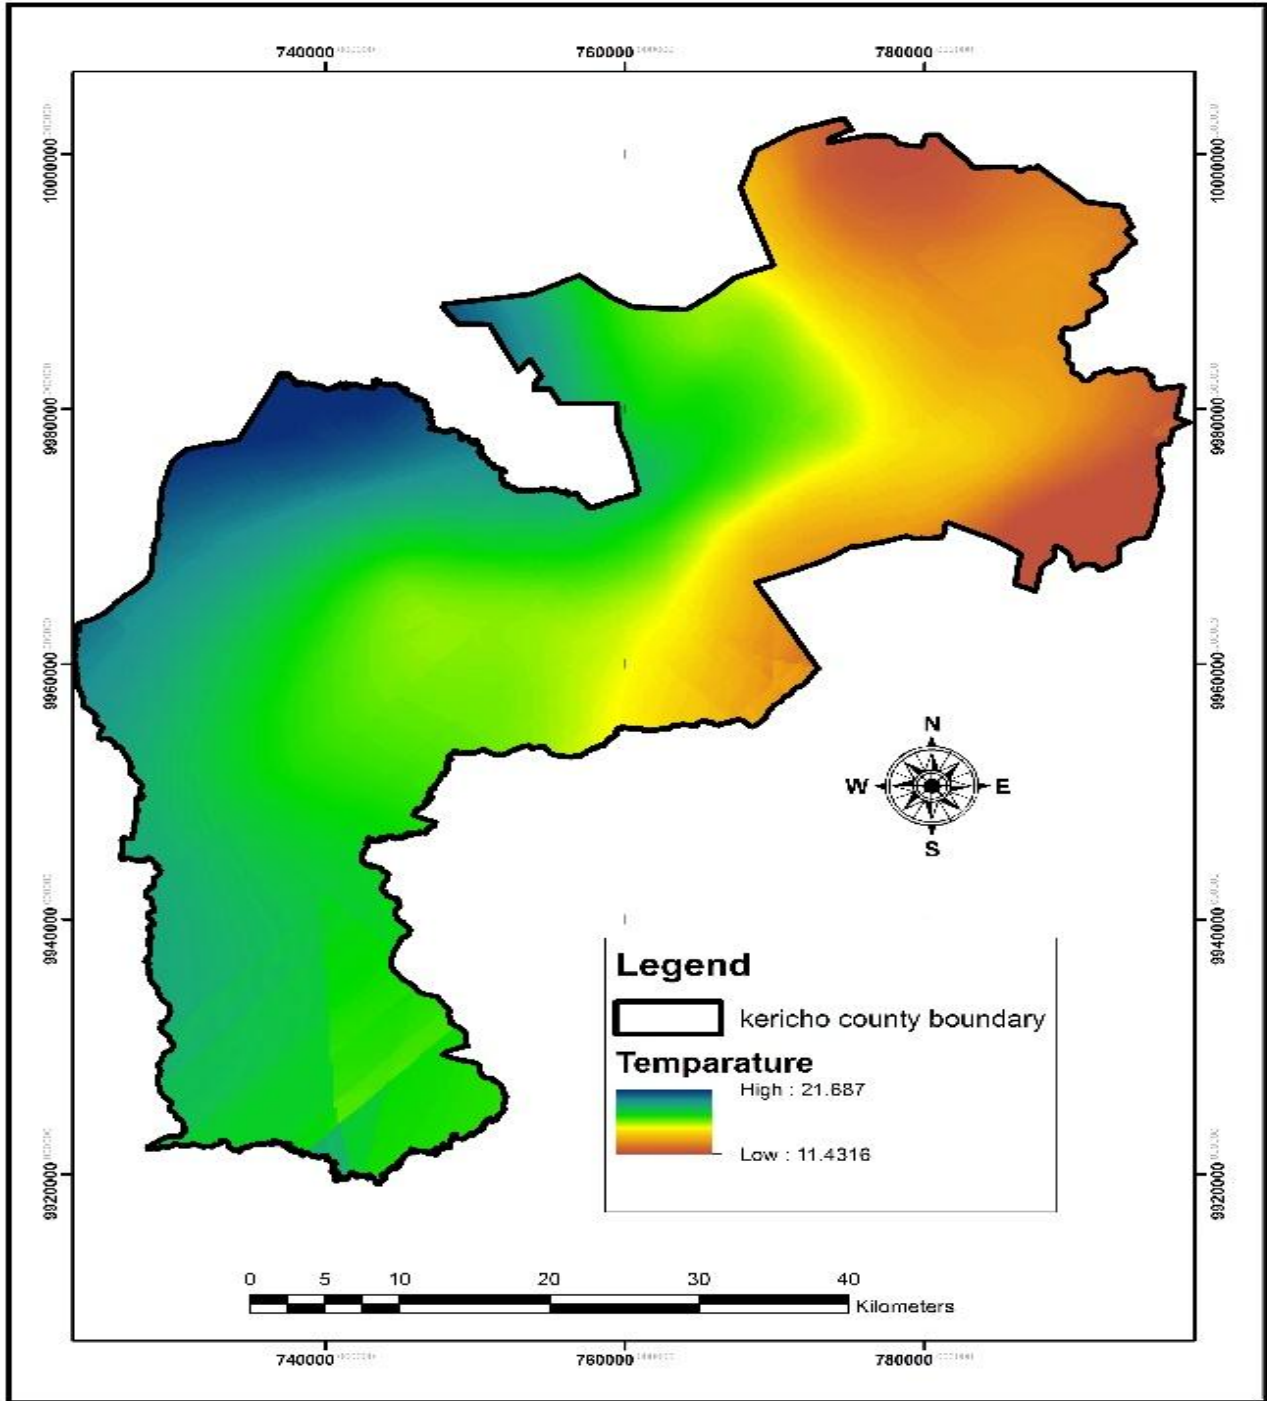 740000 760000 780000
10000000 10000000
9980000 9980000
9960000 9960000
N
W E
S
9940000 9940000
Legend
kericho county boundary
Temparature
High : 21.687
Low : 11.4316
9920000 9920000
0 5 10 20 30 40
Kilometers
740000 760000 780000